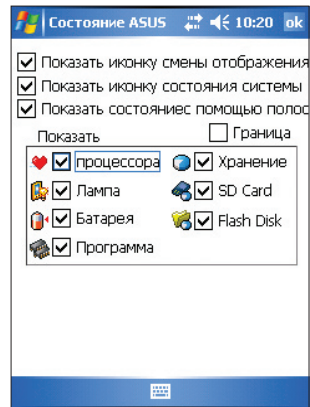 Состояние ASUS 10:20 ok
Показать иконку смены отображения
Показать иконку состояния системы
Показать состояниес помощью полос
Показать Граница
процессора Хранение
Лампа SD Card
Батарея Flash Disk
Программа